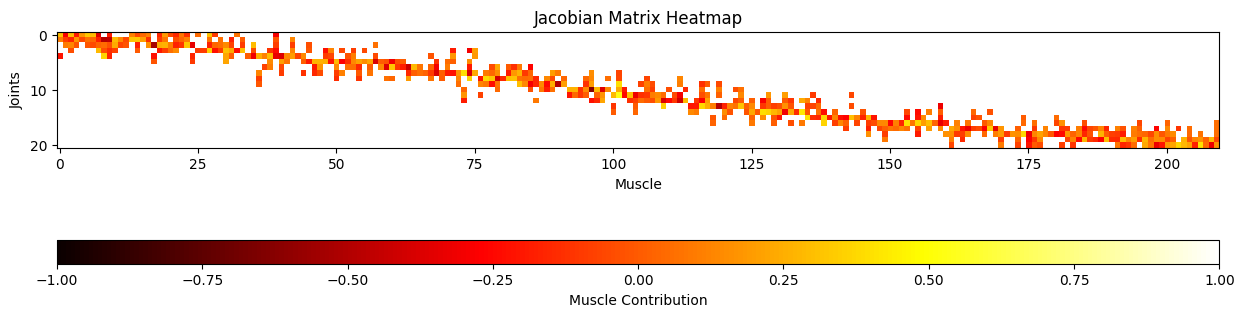 Jacobian Matrix Heatmap
0
10
20
Joints
0 25 50 75 100 125 150 175 200
Muscle
−1.00 −0.75 −0.50 −0.25 0.00 0.25 0.50 0.75 1.00
Muscle Contribution